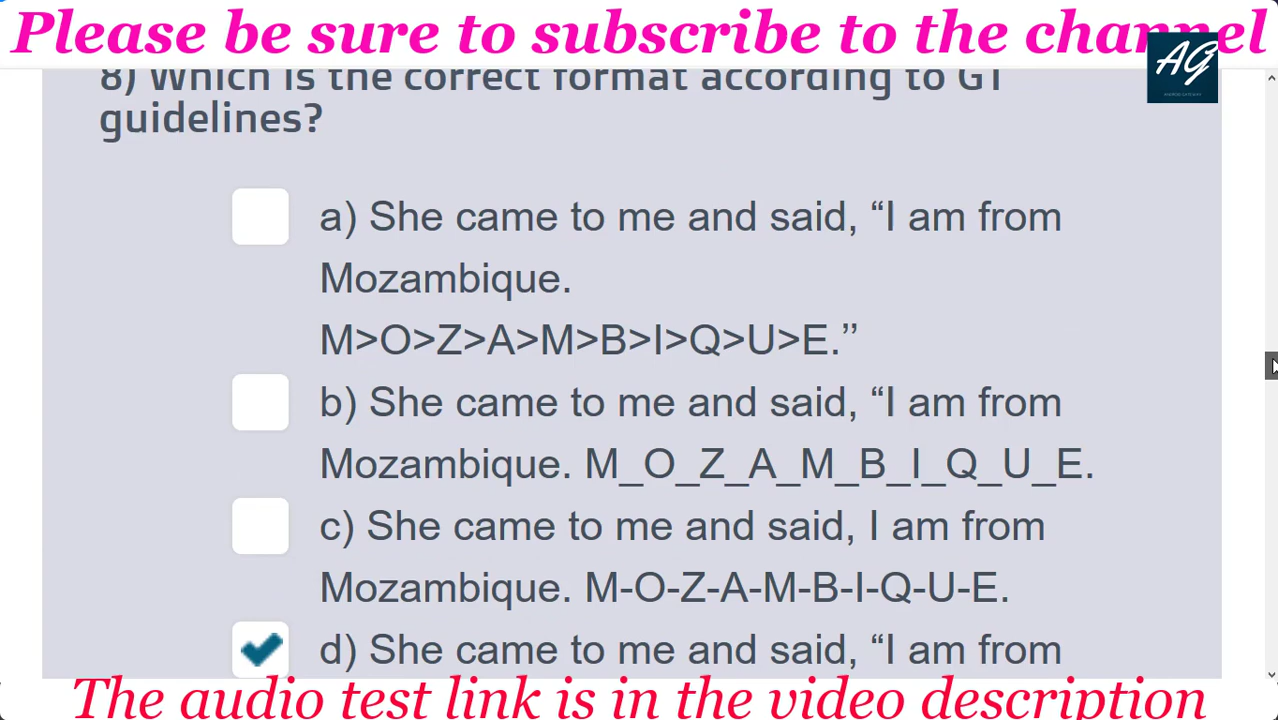 Please be sure to subscribe to the channel
AG
8) Which is the correct format according to GT
guidelines?
a) She came to me and said, “I am from
Mozambique.
M>O>Z>A>M>B>I>Q>U>E.”
b) She came to me and said, “I am from
Mozambique. M_O_Z_A_M_B_I_Q_U_E.
c) She came to me and said, I am from
Mozambique. M-O-Z-A-M-B-I-Q-U-E.
d) She came to me and said, “I am from
The audio test link is in the video description